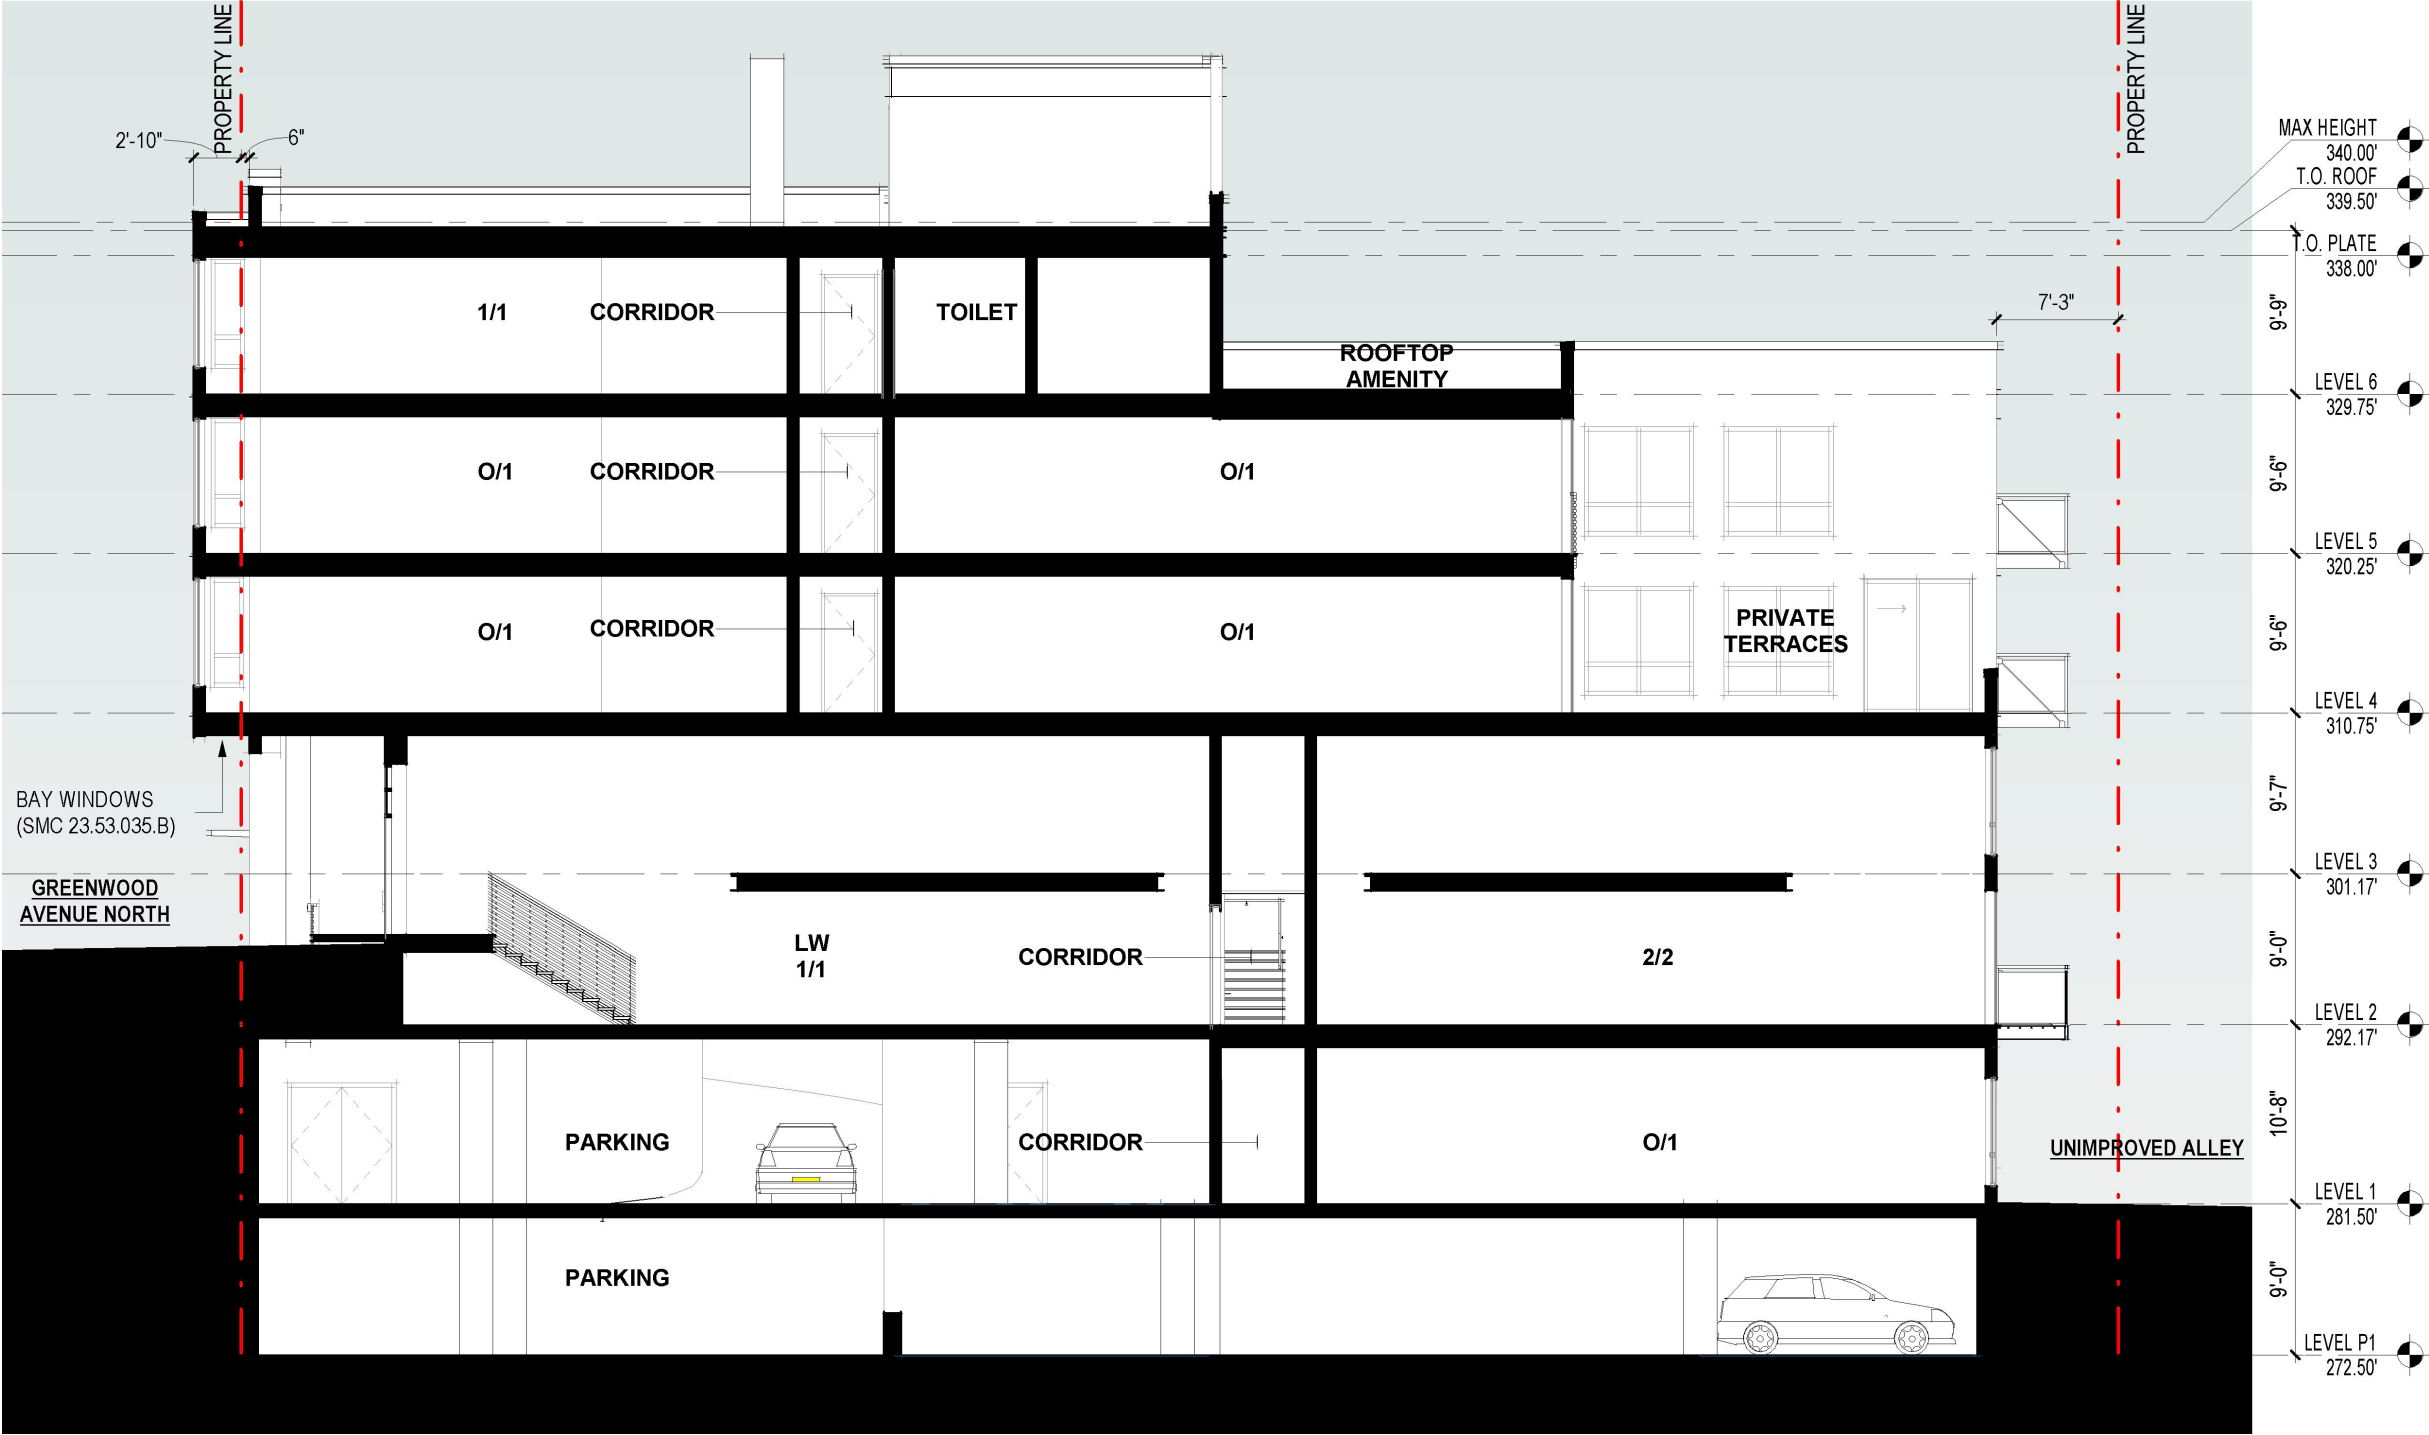 PROPERTY LINE
PROPERTY LINE
2'-10"
6"
MAX HEIGHT
340.00'
T.O. ROOF
339.50'
T.O. PLATE
338.00'
7'-3"
9'-9"
1/1
CORRIDOR
TOILET
ROOFTOP
AMENITY
LEVEL 6
329.75'
O/1
CORRIDOR
O/1
9'-6"
LEVEL 5
320.25'
O/1
CORRIDOR
O/1
PRIVATE
TERRACES
9'-6"
LEVEL 4
310.75'
BAY WINDOWS
(SMC 23.53.035.B)
9'-7"
LEVEL 3
301.17'
GREENWOOD
AVENUE NORTH
LW
1/1
CORRIDOR
2/2
9'-0"
LEVEL 2
292.17'
PARKING
CORRIDOR
O/1
UNIMPROVED ALLEY
10'-8"
LEVEL 1
281.50'
PARKING
9'-0"
LEVEL P1
272.50'